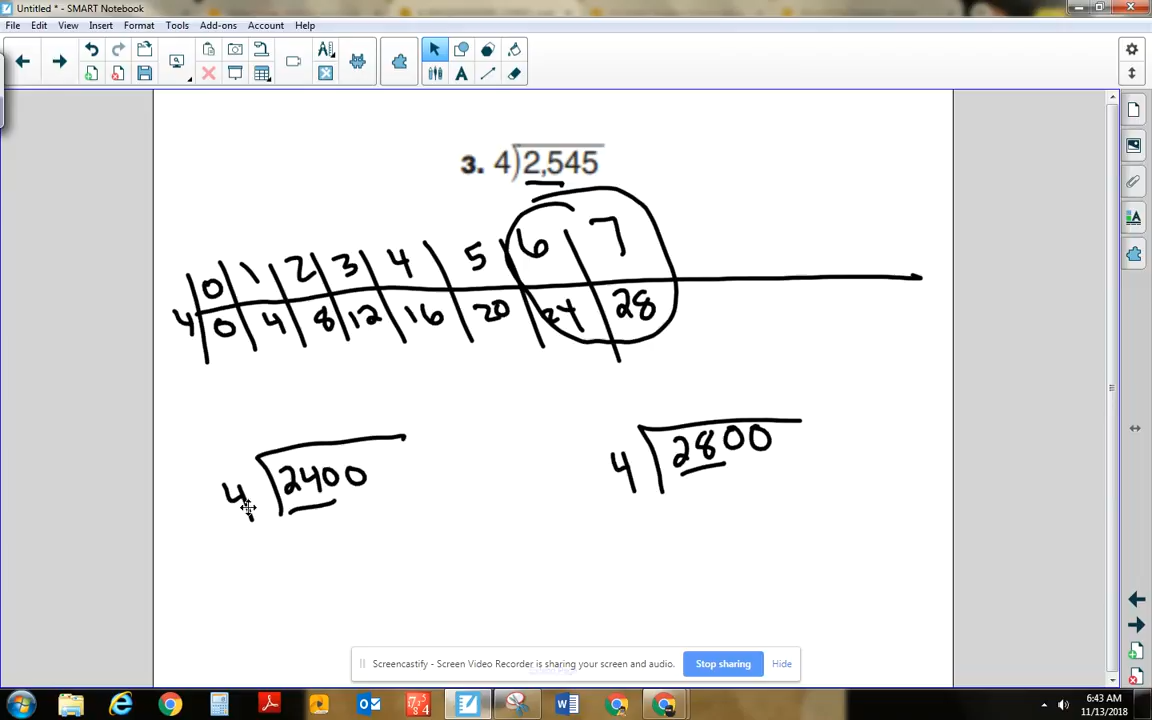 Untitled * - SMART Notebook
File Edit View Insert Format Tools Add-ons Account Help
3. 4)2,545
0 1 2 3 4 5 6 7
4 0 4 8 12 16 20 24 28
4 2400
4 2800
Screencastify - Screen Video Recorder is sharing your screen and audio. Stop sharing Hide
6:43 AM
11/13/2018